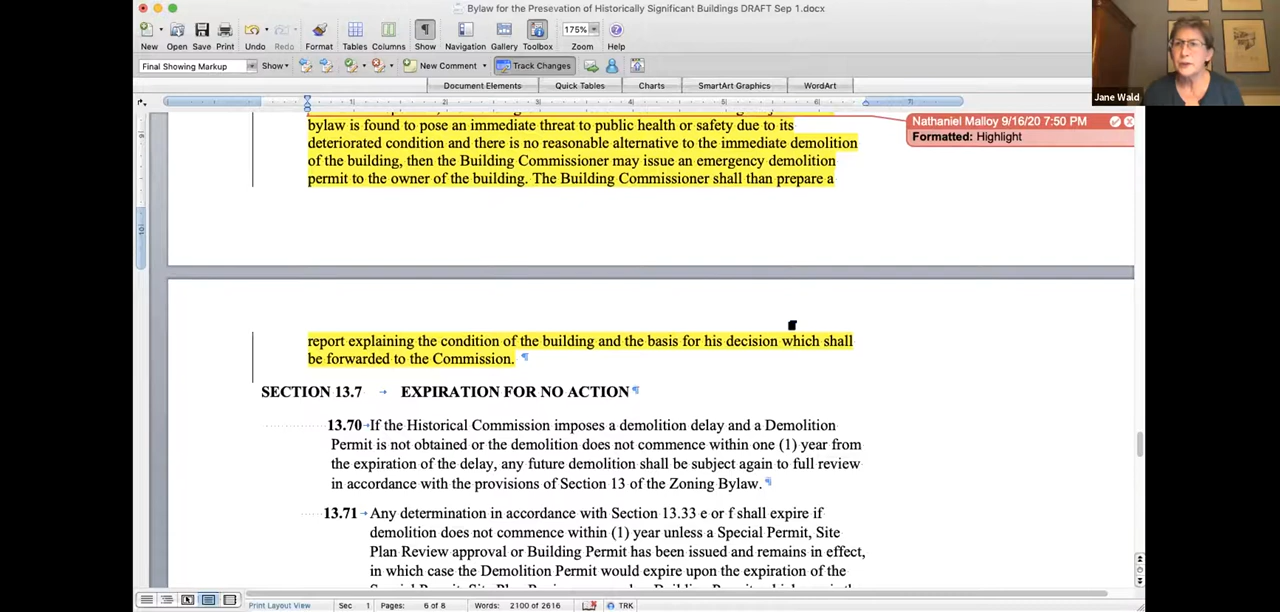 Bylaw for the Presevation of Historically Significant Buildings DRAFT Sep 1.docx
175%
New Open Save Print Undo Redo Format Tables Columns Show Navigation Gallery Toolbox Zoom Help
Final Showing Markup Show New Comment Track Changes
Document Elements Quick Tables Charts SmartArt Graphics WordArt
Jane Wald
Nathaniel Malloy 9/16/20 7:50 PM
Formatted: Highlight
bylaw is found to pose an immediate threat to public health or safety due to its
deteriorated condition and there is no reasonable alternative to the immediate demolition
of the building, then the Building Commissioner may issue an emergency demolition
permit to the owner of the building. The Building Commissioner shall than prepare a
report explaining the condition of the building and the basis for his decision which shall
be forwarded to the Commission. ¶
SECTION 13.7 → EXPIRATION FOR NO ACTION ¶
13.70→If the Historical Commission imposes a demolition delay and a Demolition
Permit is not obtained or the demolition does not commence within one (1) year from
the expiration of the delay, any future demolition shall be subject again to full review
in accordance with the provisions of Section 13 of the Zoning Bylaw. ¶
13.71→Any determination in accordance with Section 13.33 e or f shall expire if
demolition does not commence within (1) year unless a Special Permit, Site
Plan Review approval or Building Permit has been issued and remains in effect,
in which case the Demolition Permit would expire upon the expiration of the
Print Layout View Sec 1 Pages: 6 of 8 Words: 2100 of 2616 TRK